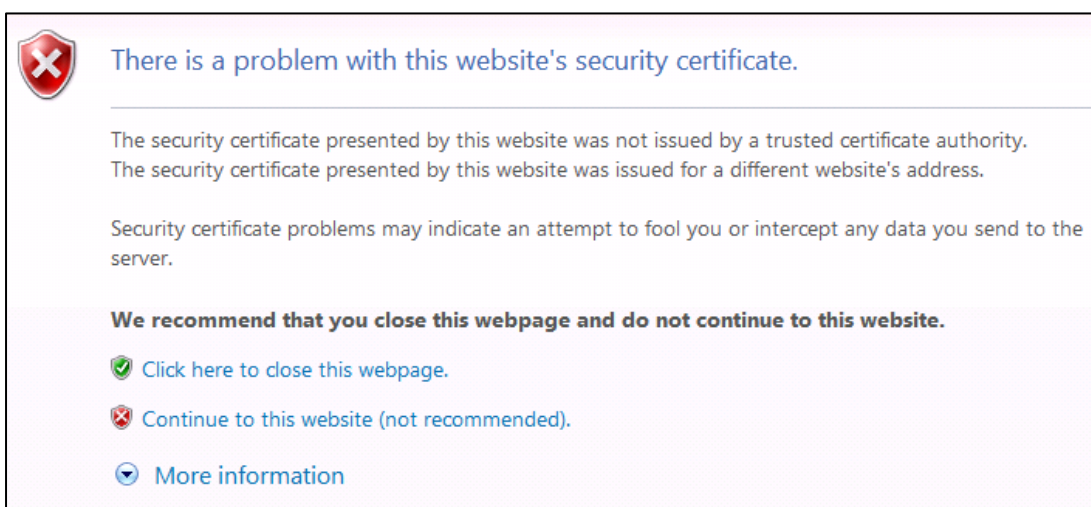 There is a problem with this website's security certificate.
The security certificate presented by this website was not issued by a trusted certificate authority.
The security certificate presented by this website was issued for a different website's address.
Security certificate problems may indicate an attempt to fool you or intercept any data you send to the
server.
We recommend that you close this webpage and do not continue to this website.
Click here to close this webpage.
Continue to this website (not recommended).
More information